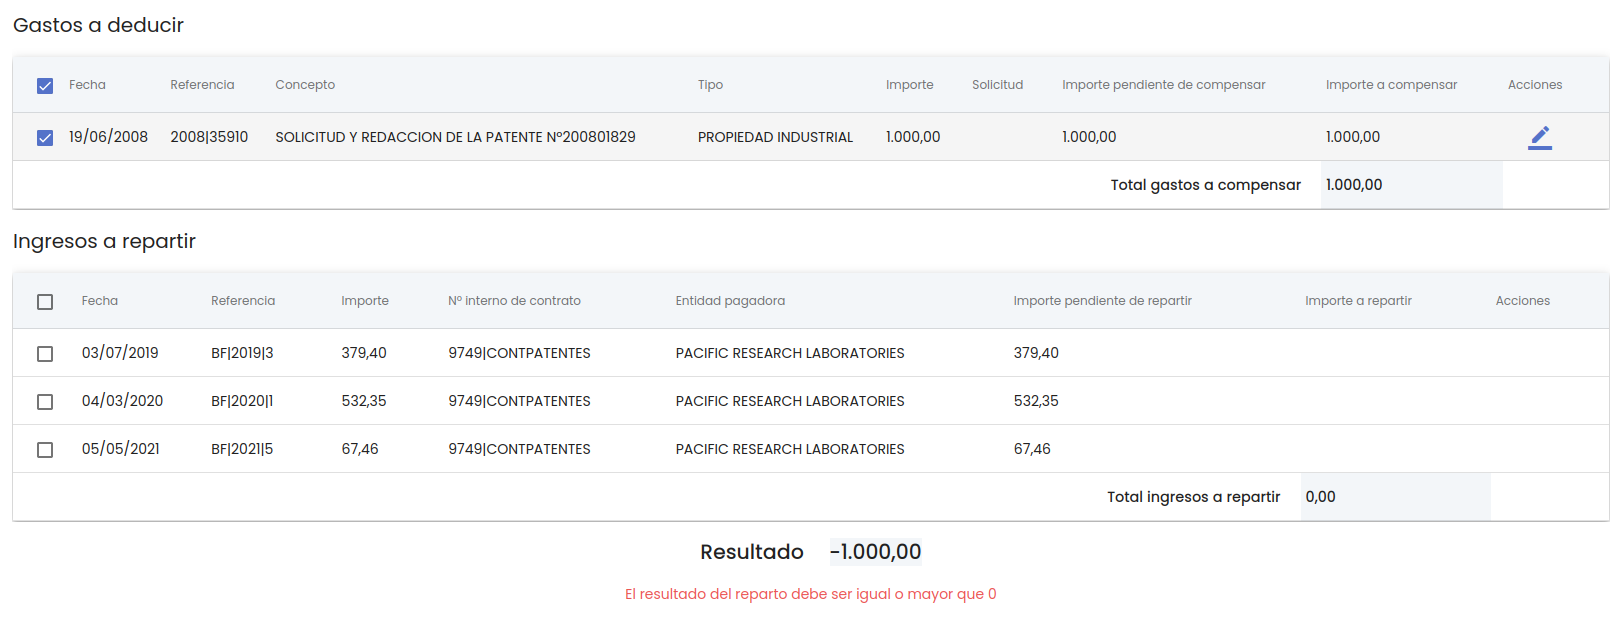 Gastos a deducir
Fecha Referencia Concepto Tipo Importe Solicitud Importe pendiente de compensar Importe a compensar Acciones
19/06/2008 2008|35910 SOLICITUD Y REDACCION DE LA PATENTE Nº200801829 PROPIEDAD INDUSTRIAL 1.000,00 1.000,00 1.000,00
Total gastos a compensar 1.000,00
Ingresos a repartir
Fecha Referencia Importe Nº interno de contrato Entidad pagadora Importe pendiente de repartir Importe a repartir Acciones
03/07/2019 BF|2019|3 379,40 9749|CONTPATENTES PACIFIC RESEARCH LABORATORIES 379,40
04/03/2020 BF|2020|1 532,35 9749|CONTPATENTES PACIFIC RESEARCH LABORATORIES 532,35
05/05/2021 BF|2021|5 67,46 9749|CONTPATENTES PACIFIC RESEARCH LABORATORIES 67,46
Total ingresos a repartir 0,00
Resultado -1.000,00
El resultado del reparto debe ser igual o mayor que 0